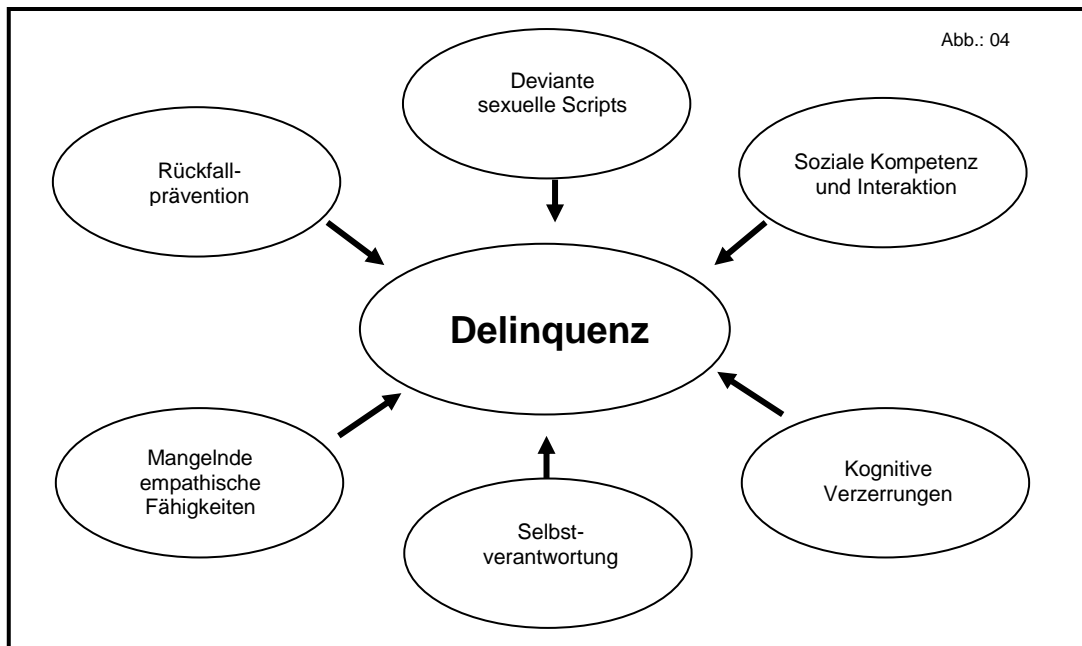 Abb.: 04
Deviante
sexuelle Scripts
Rückfall-
prävention
Soziale Kompetenz
und Interaktion
Delinquenz
Mangelnde
empathische
Fähigkeiten
Selbst-
verantwortung
Kognitive
Verzerrungen